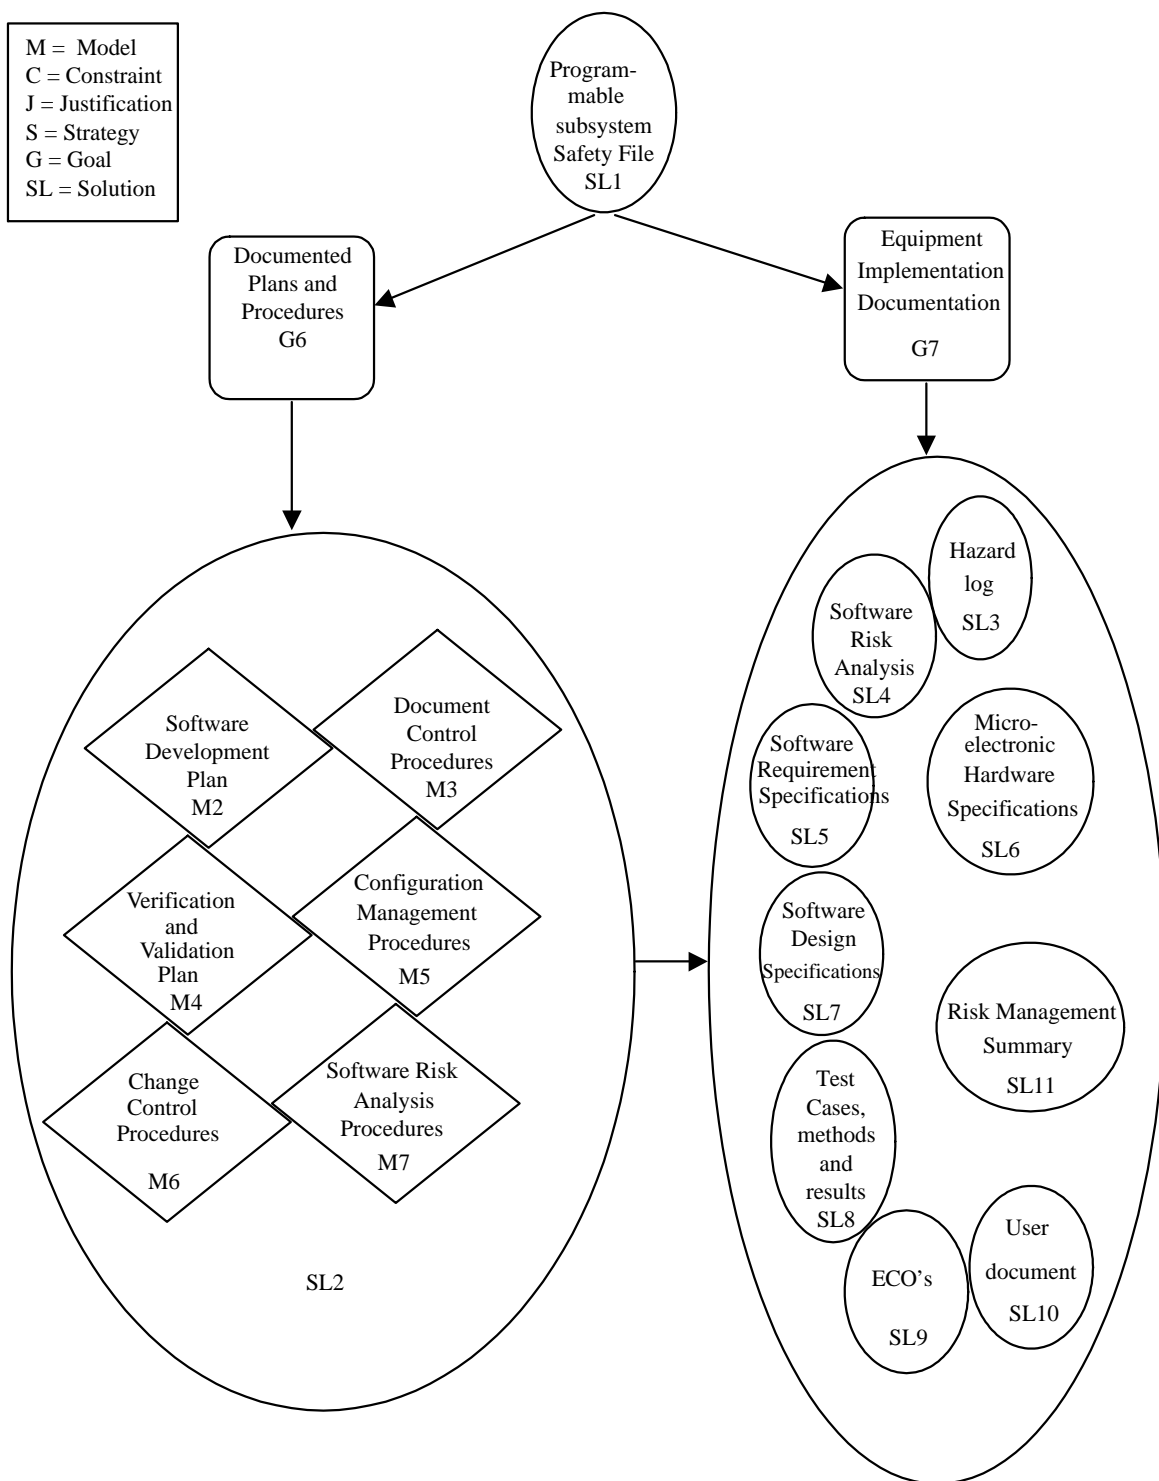 M = Model
C = Constraint
J = Justification
S = Strategy
G = Goal
SL = Solution
Program-
mable
subsystem
Safety File
SL1
Documented
Plans and
Procedures
G6
Equipment
Implementation
Documentation
G7
Software
Development
Plan
M2
Document
Control
Procedures
M3
Verification
and
Validation
Plan
M4
Configuration
Management
Procedures
M5
Change
Control
Procedures
M6
Software Risk
Analysis
Procedures
M7
SL2
Hazard
log
SL3
Software
Risk
Analysis
SL4
Software
Requirement
Specifications
SL5
Micro-
electronic
Hardware
Specifications
SL6
Software
Design
Specifications
SL7
Risk Management
Summary
SL11
Test
Cases,
methods
and
results
SL8
ECO’s
SL9
User
document
SL10